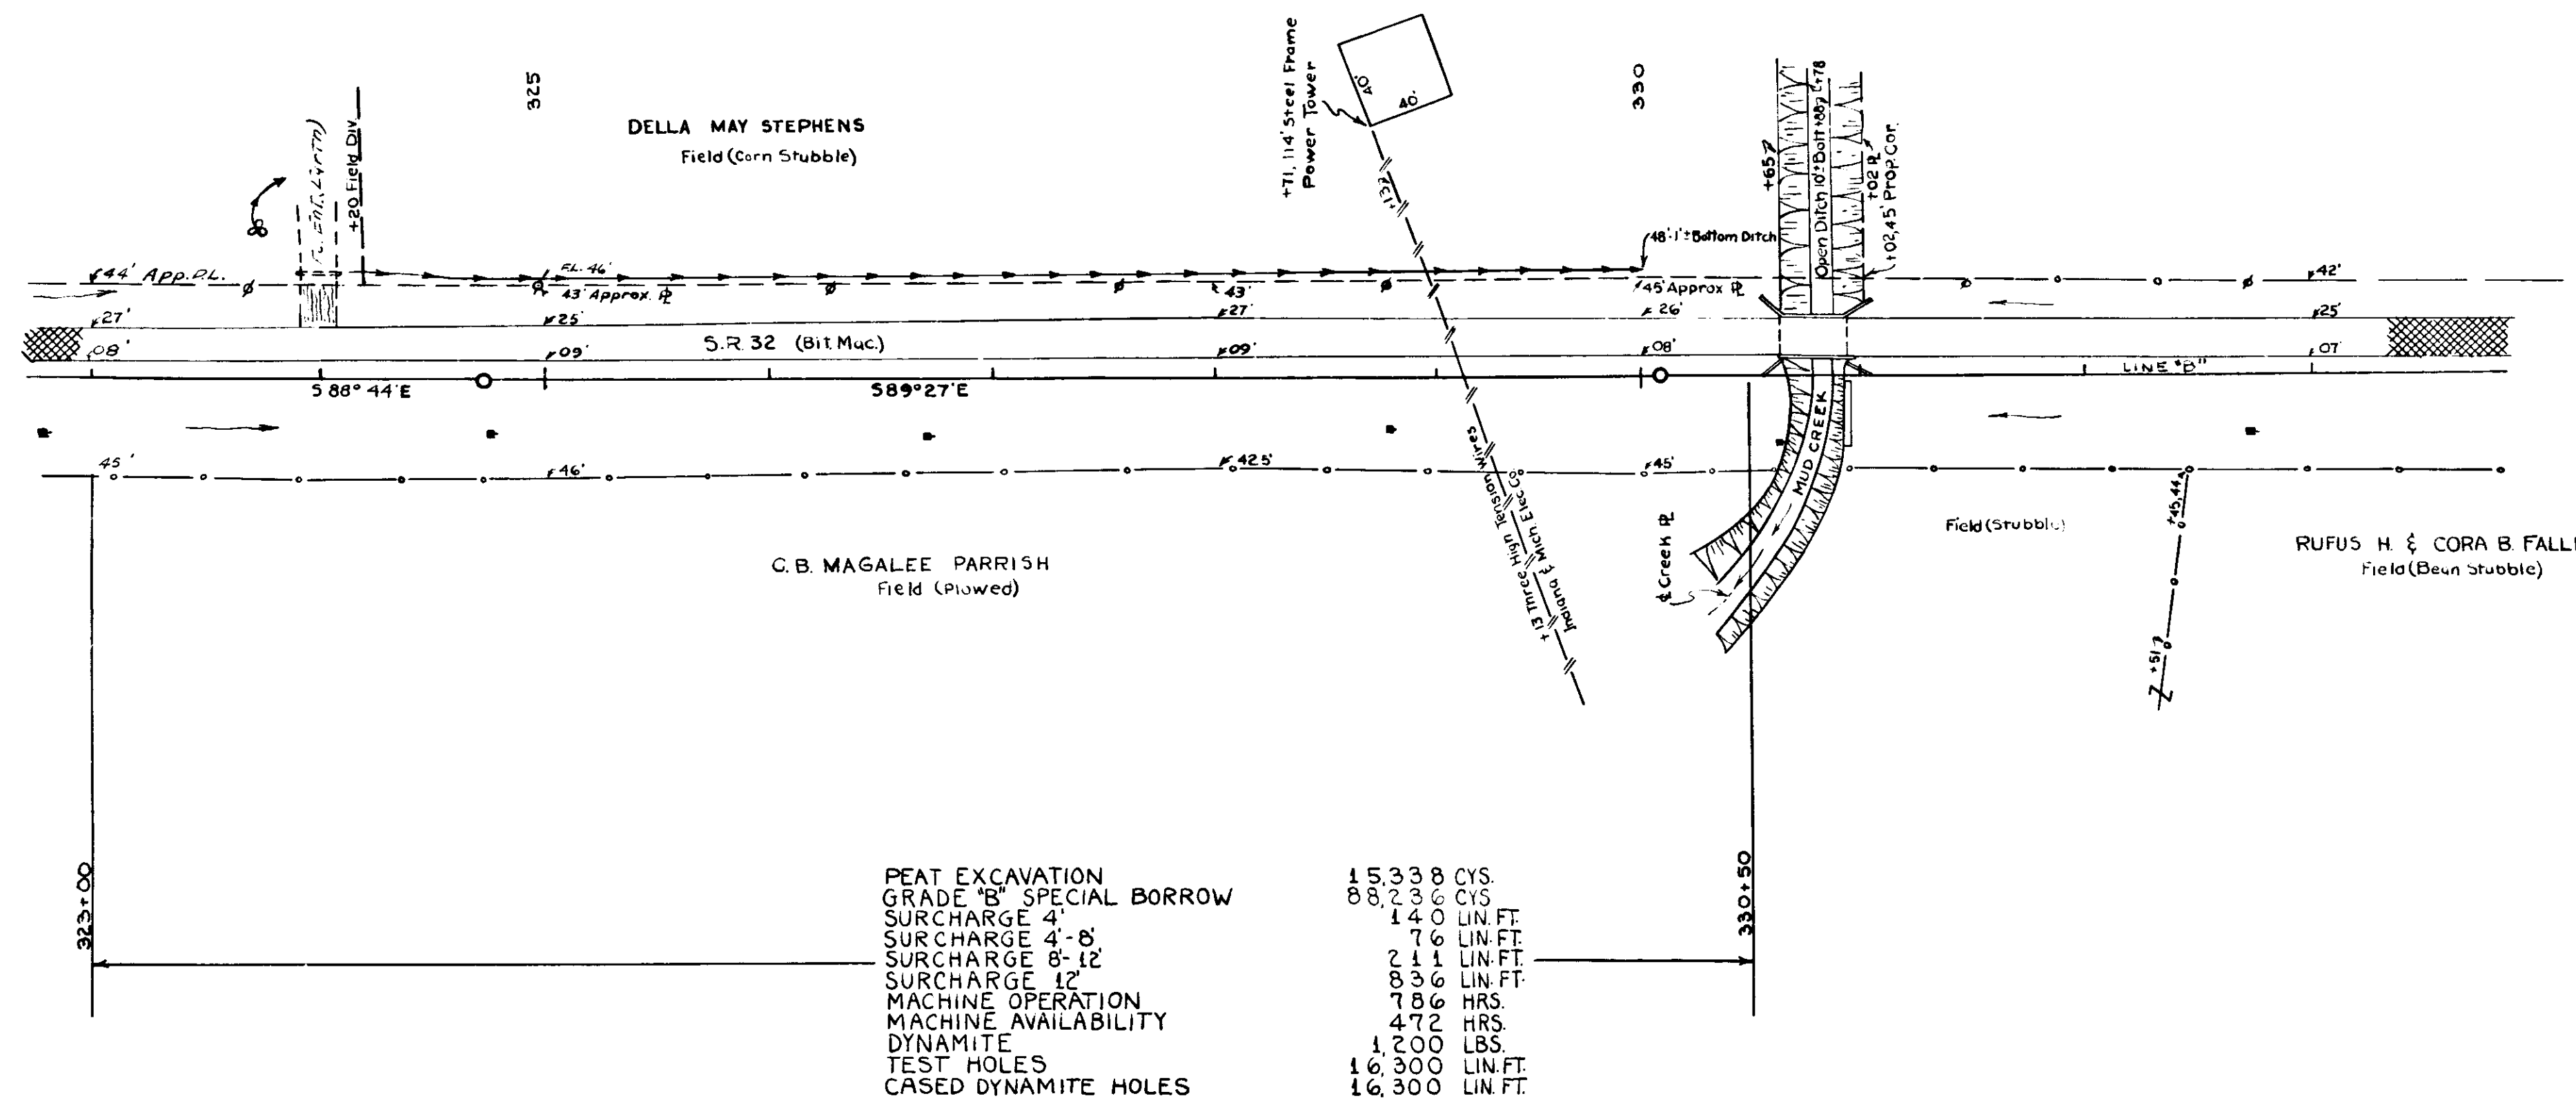 325
330
DELLA MAY STEPHENS
Field (Corn Stubble)
+20 Field Div.
+71, 114' Steel Frame
Power Tower
40'
40'
+65
Open Ditch 10'± Bott +88
+78
+02 PL
+02, 45' Prop. Cor.
+137
48'-1'± Bottom Ditch
44' App. P.L.
F.L. 46'
43' Approx. PL
43'
45' Approx PL
42'
27'
25'
27'
26'
25'
08'
09'
S.R. 32 (Bit. Mac.)
09'
08'
07'
S 88° 44' E
S 89° 27' E
LINE "B"
45'
46'
42.5'
45'
MUD CREEK
+13 Three High Tension Wires
Indiana & Mich. Elec Co.
℄ Creek PL
Field (Stubble)
+45, 44
+51
C. B. MAGALEE PARRISH
Field (Plowed)
RUFUS H. & CORA B. FALL
Field (Bean Stubble)
323+00
330+50
PEAT EXCAVATION 15,338 CYS.
GRADE "B" SPECIAL BORROW 88,236 CYS
SURCHARGE 4' 140 LIN. FT.
SURCHARGE 4'-8' 76 LIN. FT.
SURCHARGE 8'-12' 211 LIN. FT.
SURCHARGE 12' 836 LIN. FT.
MACHINE OPERATION 786 HRS.
MACHINE AVAILABILITY 472 HRS.
DYNAMITE 1,200 LBS.
TEST HOLES 16,300 LIN. FT.
CASED DYNAMITE HOLES 16,300 LIN. FT.